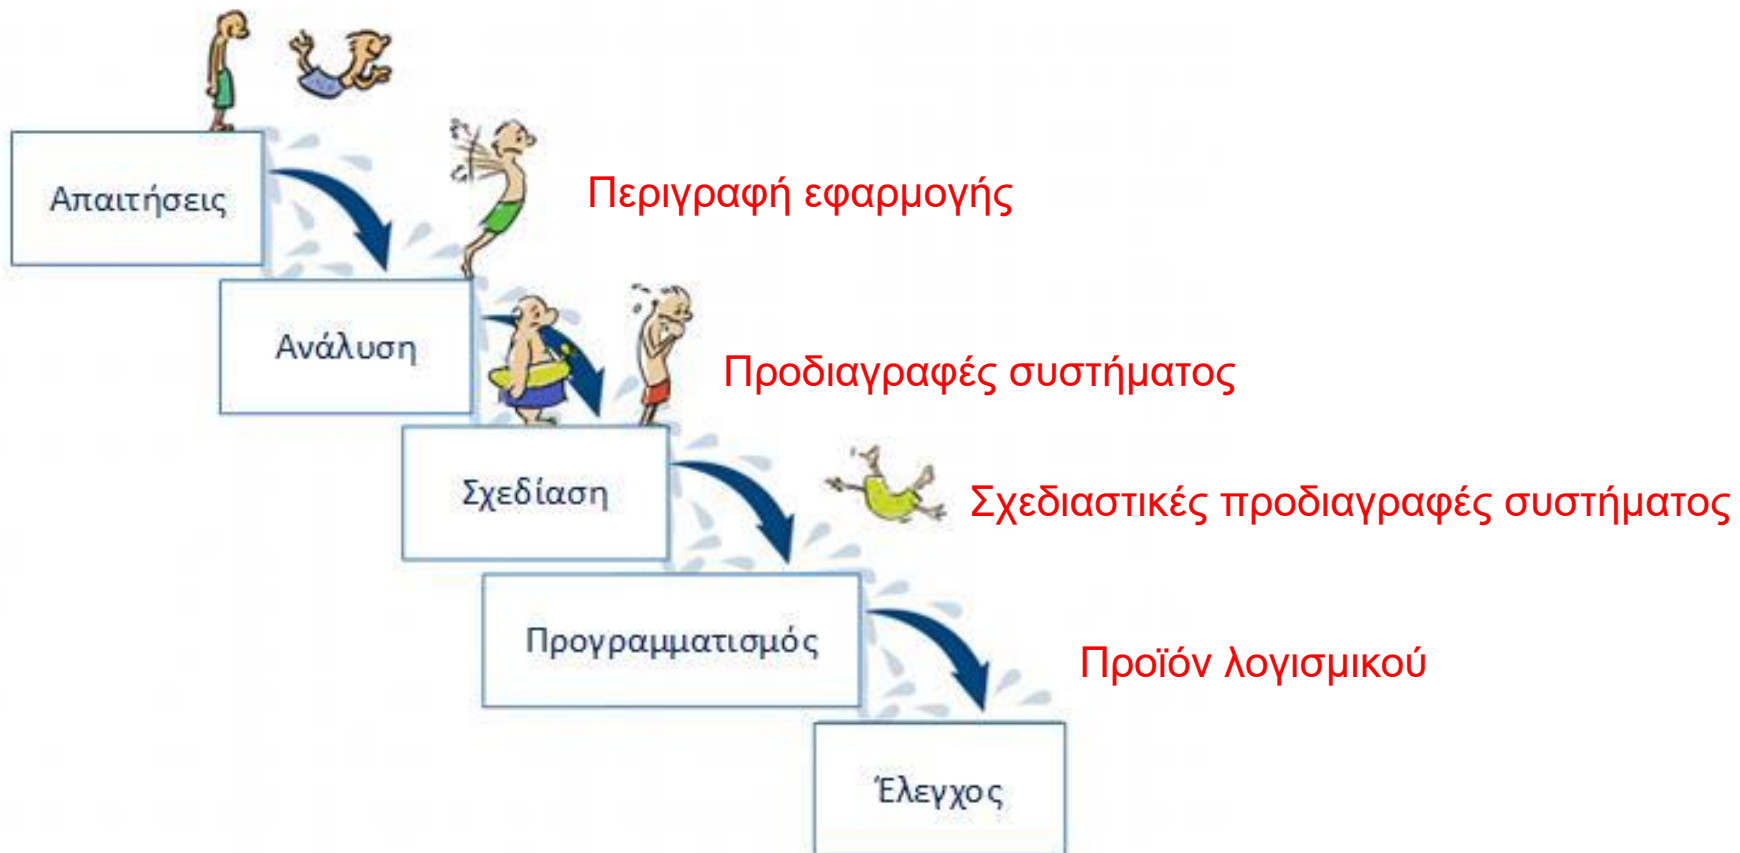 Απαιτήσεις
Περιγραφή εφαρμογής
Ανάλυση
Προδιαγραφές συστήματος
Σχεδίαση
Σχεδιαστικές προδιαγραφές συστήματος
Προγραμματισμός
Προϊόν λογισμικού
Έλεγχος